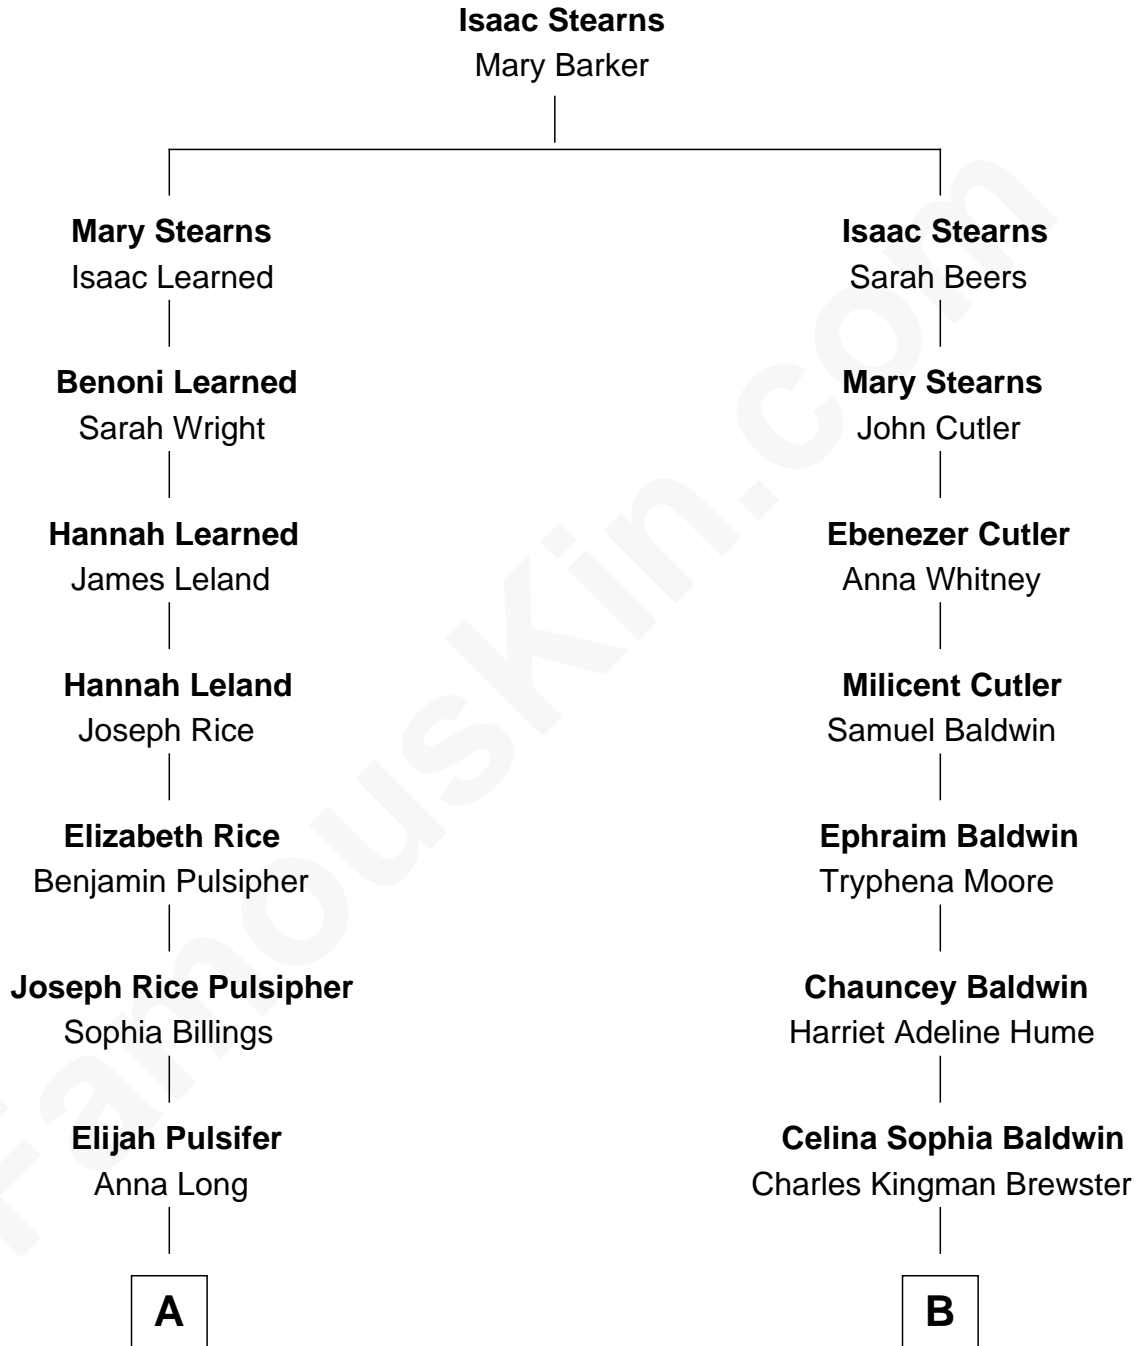 Isaac Stearns
Mary Barker
Mary Stearns
Isaac Learned
Isaac Stearns
Sarah Beers
Benoni Learned
Sarah Wright
Mary Stearns
John Cutler
Hannah Learned
James Leland
Ebenezer Cutler
Anna Whitney
Hannah Leland
Joseph Rice
Milicent Cutler
Samuel Baldwin
Elizabeth Rice
Benjamin Pulsipher
Ephraim Baldwin
Tryphena Moore
Joseph Rice Pulsipher
Sophia Billings
Chauncey Baldwin
Harriet Adeline Hume
Elijah Pulsifer
Anna Long
Celina Sophia Baldwin
Charles Kingman Brewster
A
B
FamousKin.com